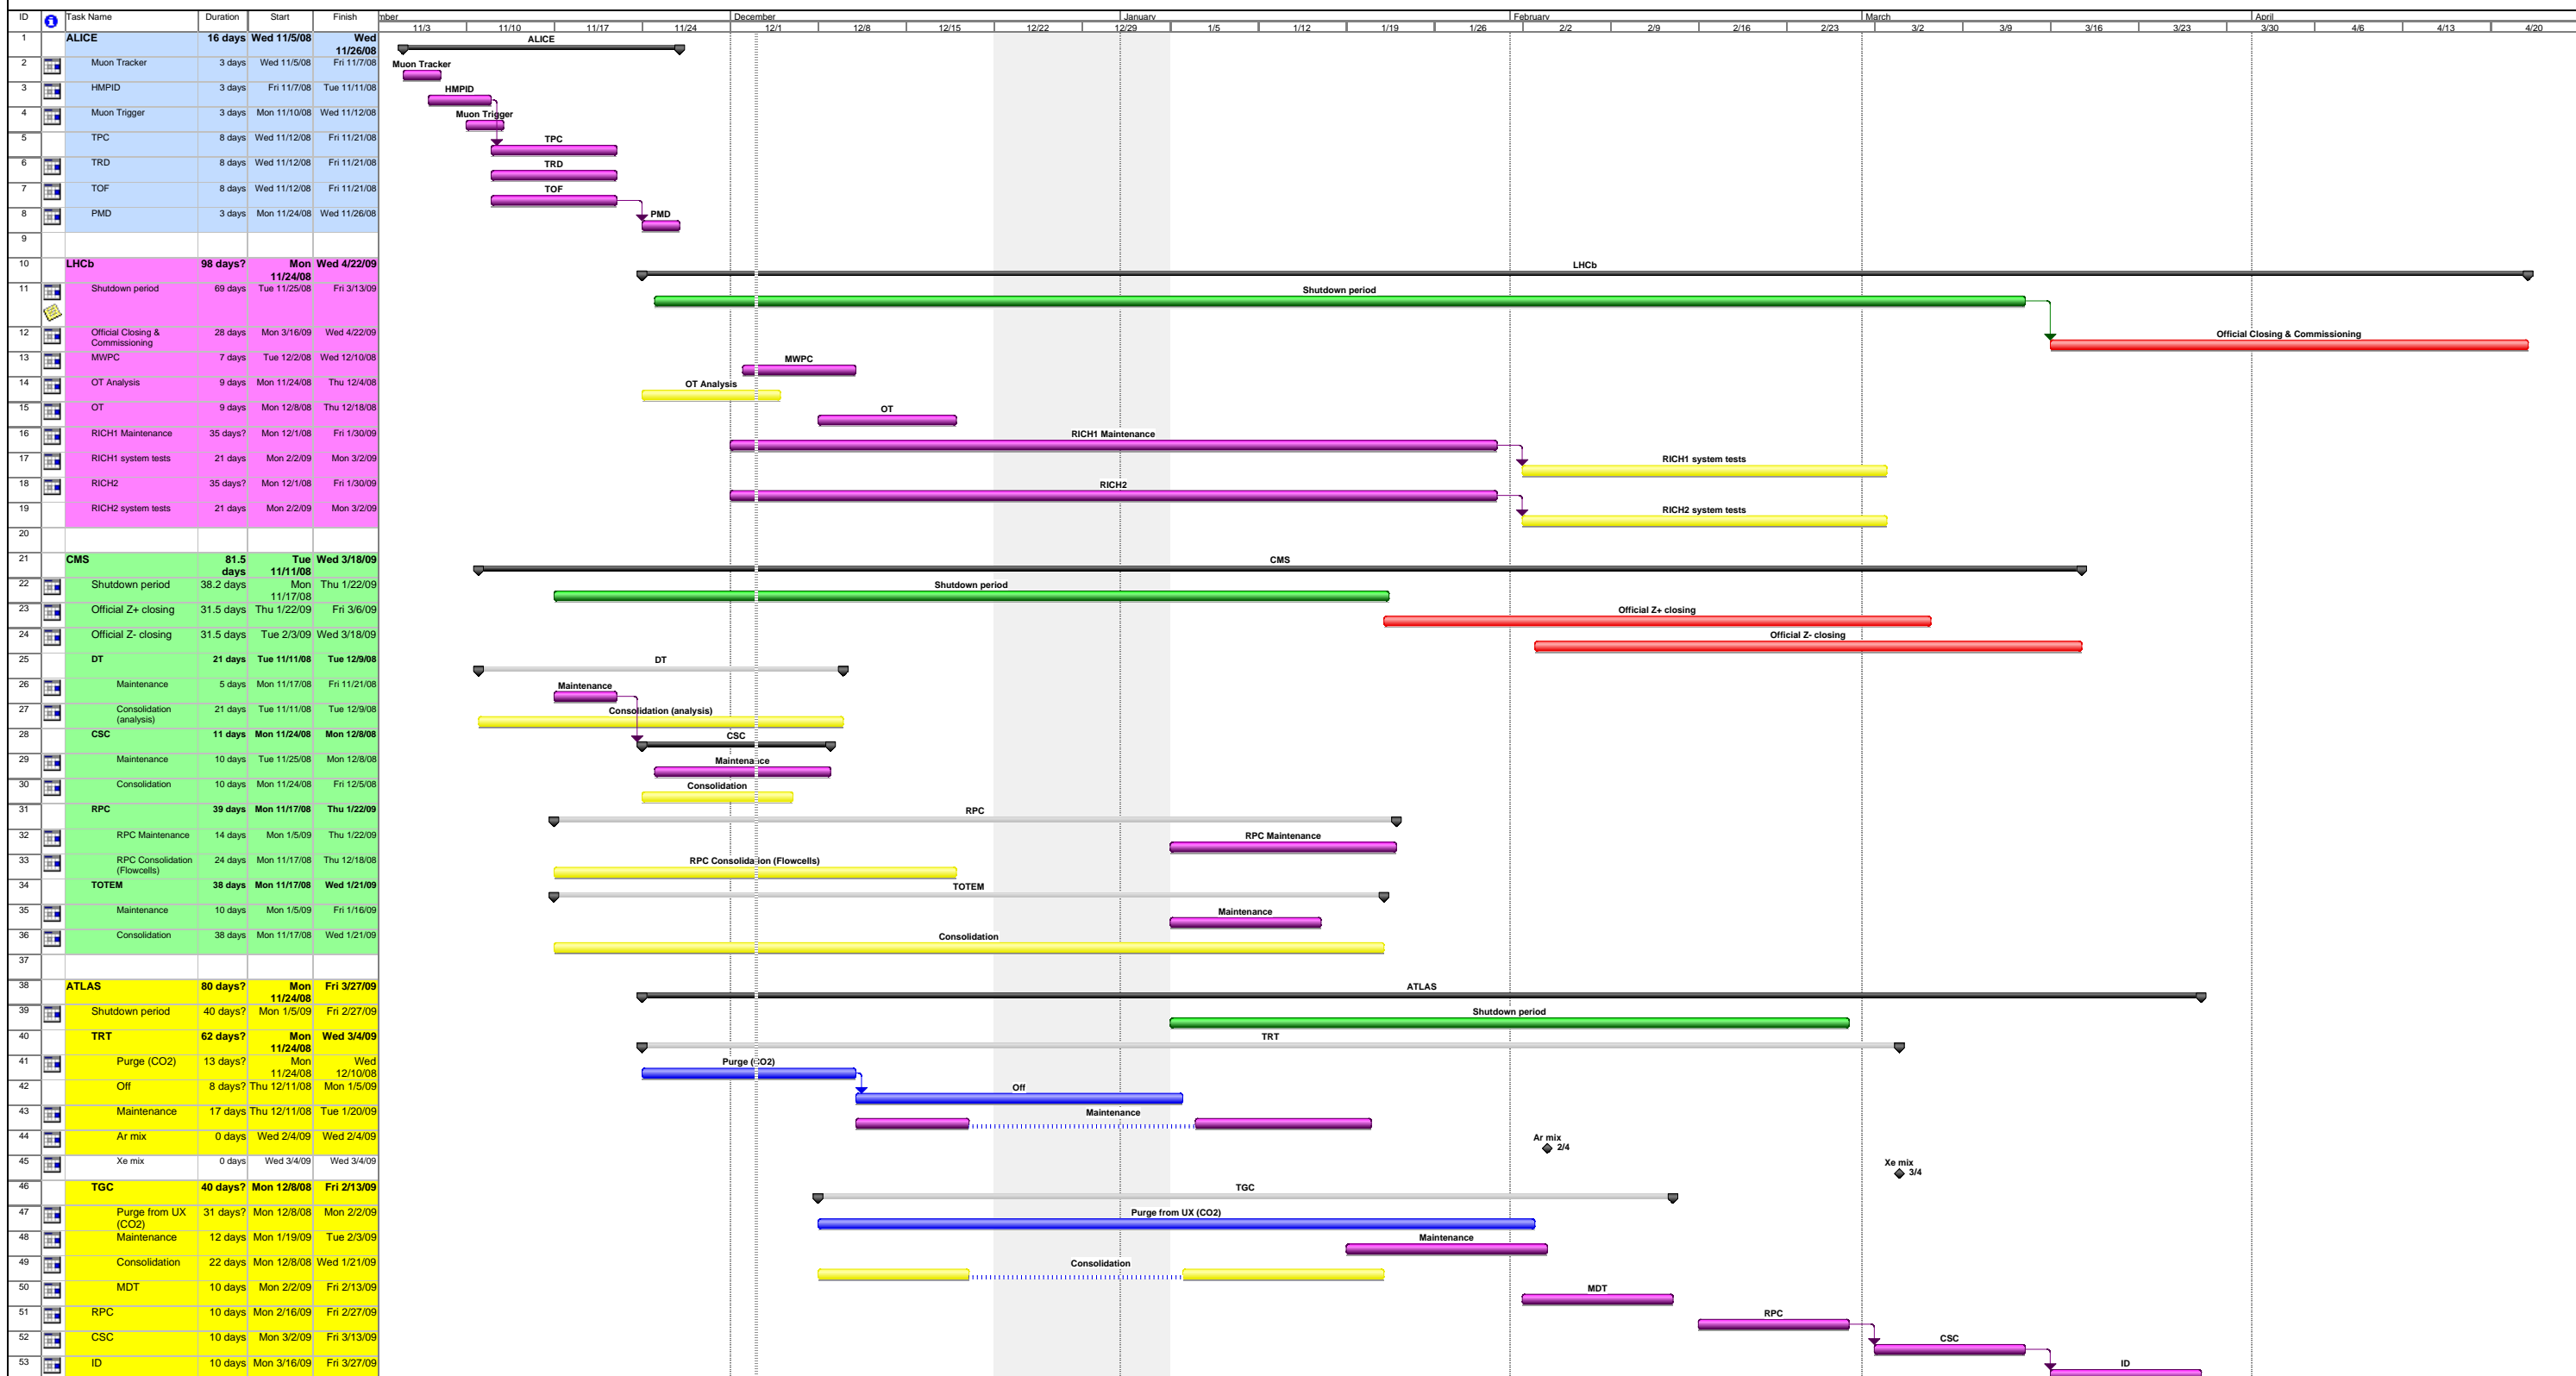 ID Task Name Duration Start Finish mber December January February March April
11/3 11/10 11/17 11/24 12/1 12/8 12/15 12/22 12/29 1/5 1/12 1/19 1/26 2/2 2/9 2/16 2/23 3/2 3/9 3/16 3/23 3/30 4/6 4/13 4/20
1 ALICE 16 days Wed 11/5/08 Wed 11/26/08 ALICE
2 Muon Tracker 3 days Wed 11/5/08 Fri 11/7/08 Muon Tracker
3 HMPID 3 days Fri 11/7/08 Tue 11/11/08 HMPID
4 Muon Trigger 3 days Mon 11/10/08 Wed 11/12/08 Muon Trigger
5 TPC 8 days Wed 11/12/08 Fri 11/21/08 TPC
6 TRD 8 days Wed 11/12/08 Fri 11/21/08 TRD
7 TOF 8 days Wed 11/12/08 Fri 11/21/08 TOF
8 PMD 3 days Mon 11/24/08 Wed 11/26/08 PMD
9
10 LHCb 98 days? Mon 11/24/08 Wed 4/22/09 LHCb
11 Shutdown period 69 days Tue 11/25/08 Fri 3/13/09 Shutdown period
12 Official Closing & Commissioning 28 days Mon 3/16/09 Wed 4/22/09 Official Closing & Commissioning
13 MWPC 7 days Tue 12/2/08 Wed 12/10/08 MWPC
14 OT Analysis 9 days Mon 11/24/08 Thu 12/4/08 OT Analysis
15 OT 9 days Mon 12/8/08 Thu 12/18/08 OT
16 RICH1 Maintenance 35 days? Mon 12/1/08 Fri 1/30/09 RICH1 Maintenance
17 RICH1 system tests 21 days Mon 2/2/09 Mon 3/2/09 RICH1 system tests
18 RICH2 35 days? Mon 12/1/08 Fri 1/30/09 RICH2
19 RICH2 system tests 21 days Mon 2/2/09 Mon 3/2/09 RICH2 system tests
20
21 CMS 81.5 days Tue 11/11/08 Wed 3/18/09 CMS
22 Shutdown period 38.2 days Mon 11/17/08 Thu 1/22/09 Shutdown period
23 Official Z+ closing 31.5 days Thu 1/22/09 Fri 3/6/09 Official Z+ closing
24 Official Z- closing 31.5 days Tue 2/3/09 Wed 3/18/09 Official Z- closing
25 DT 21 days Tue 11/11/08 Tue 12/9/08 DT
26 Maintenance 5 days Mon 11/17/08 Fri 11/21/08 Maintenance
27 Consolidation (analysis) 21 days Tue 11/11/08 Tue 12/9/08 Consolidation (analysis)
28 CSC 11 days Mon 11/24/08 Mon 12/8/08 CSC
29 Maintenance 10 days Tue 11/25/08 Mon 12/8/08 Maintenance
30 Consolidation 10 days Mon 11/24/08 Fri 12/5/08 Consolidation
31 RPC 39 days Mon 11/17/08 Thu 1/22/09 RPC
32 RPC Maintenance 14 days Mon 1/5/09 Thu 1/22/09 RPC Maintenance
33 RPC Consolidation (Flowcells) 24 days Mon 11/17/08 Thu 12/18/08 RPC Consolidation (Flowcells)
34 TOTEM 38 days Mon 11/17/08 Wed 1/21/09 TOTEM
35 Maintenance 10 days Mon 1/5/09 Fri 1/16/09 Maintenance
36 Consolidation 38 days Mon 11/17/08 Wed 1/21/09 Consolidation
37
38 ATLAS 80 days? Mon 11/24/08 Fri 3/27/09 ATLAS
39 Shutdown period 40 days? Mon 1/5/09 Fri 2/27/09 Shutdown period
40 TRT 62 days? Mon 11/24/08 Wed 3/4/09 TRT
41 Purge (CO2) 13 days? Mon 11/24/08 Wed 12/10/08 Purge (CO2)
42 Off 8 days? Thu 12/11/08 Mon 1/5/09 Off
43 Maintenance 17 days Thu 12/11/08 Tue 1/20/09 Maintenance
44 Ar mix 0 days Wed 2/4/09 Wed 2/4/09 Ar mix 2/4
45 Xe mix 0 days Wed 3/4/09 Wed 3/4/09 Xe mix 3/4
46 TGC 40 days? Mon 12/8/08 Fri 2/13/09 TGC
47 Purge from UX (CO2) 31 days? Mon 12/8/08 Mon 2/2/09 Purge from UX (CO2)
48 Maintenance 12 days Mon 1/19/09 Tue 2/3/09 Maintenance
49 Consolidation 22 days Mon 12/8/08 Wed 1/21/09 Consolidation
50 MDT 10 days Mon 2/2/09 Fri 2/13/09 MDT
51 RPC 10 days Mon 2/16/09 Fri 2/27/09 RPC
52 CSC 10 days Mon 3/2/09 Fri 3/13/09 CSC
53 ID 10 days Mon 3/16/09 Fri 3/27/09 ID